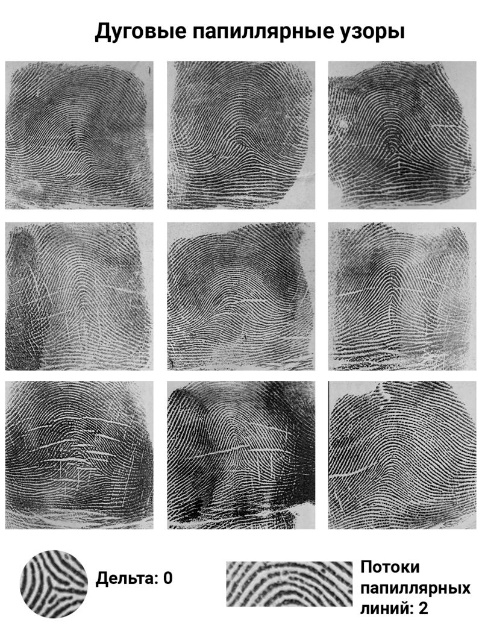 Дуговые папиллярные узоры
Дельта: 0
Потоки
папиллярных
линий: 2